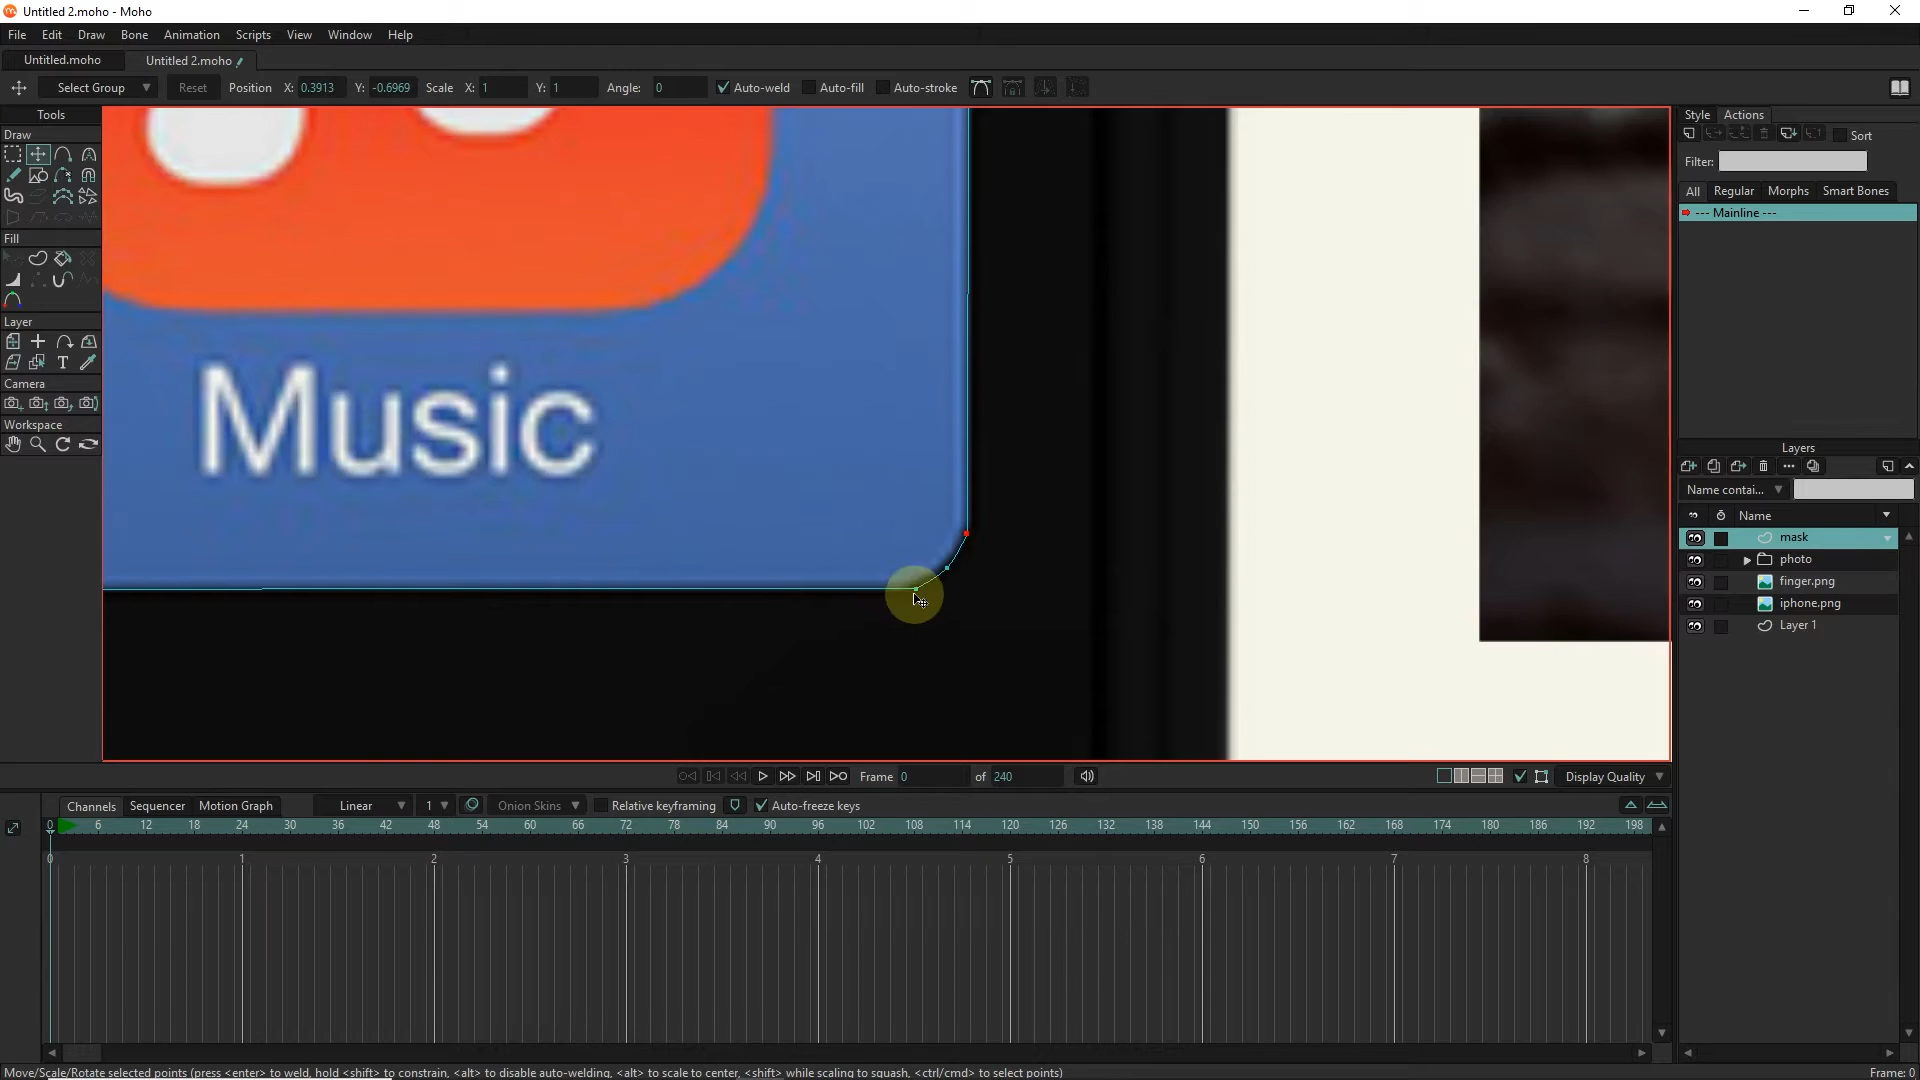 Untitled 2.moho - Moho
File Edit Draw Bone Animation Scripts View Window Help
Untitled.moho Untitled 2.moho
Select Group Reset Position X: 0.3913 Y: -0.6969 Scale X: 1 Y: 1 Angle: 0 Auto-weld Auto-fill Auto-stroke
Tools
Draw
Fill
Layer
Camera
Workspace
Music
Style Actions
Sort
Filter:
All Regular Morphs Smart Bones
--- Mainline ---
Layers
Name contai...
Name
mask
photo
finger.png
iphone.png
Layer 1
Frame 0 of 240 Display Quality
Channels Sequencer Motion Graph Linear 1 Onion Skins Relative keyframing Auto-freeze keys
0 6 12 18 24 30 36 42 48 54 60 66 72 78 84 90 96 102 108 114 120 126 132 138 144 150 156 162 168 174 180 186 192 198
0 1 2 3 4 5 6 7 8
Move/Scale/Rotate selected points (press <enter> to weld, hold <shift> to constrain, <alt> to disable auto-welding, <alt> to scale to center, <shift> while scaling to squash, <ctrl/cmd> to select points) Frame: 0